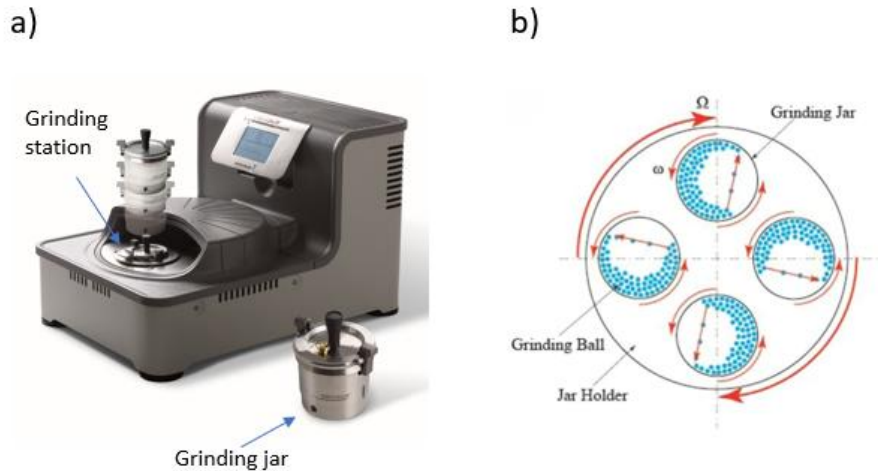 a)
b)
Grinding
station
Grinding jar
Ω
Grinding Jar
ω
Grinding Ball
Jar Holder